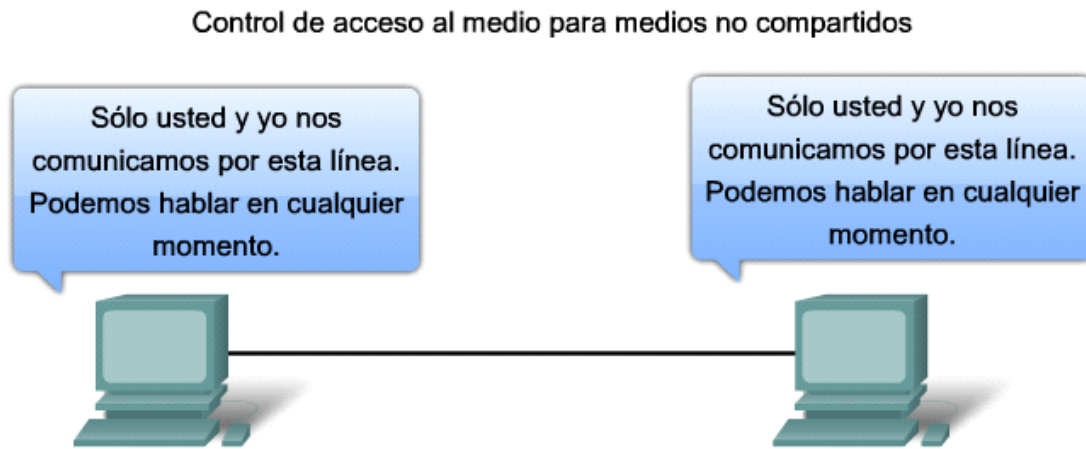 Control de acceso al medio para medios no compartidos
Sólo usted y yo nos
comunicamos por esta línea.
Podemos hablar en cualquier
momento.
Sólo usted y yo nos
comunicamos por esta línea.
Podemos hablar en cualquier
momento.